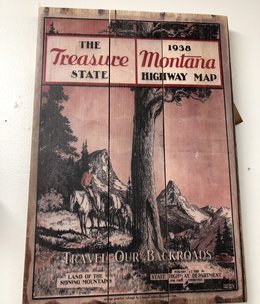 THE 1938
Treasure Montana
STATE HIGHWAY MAP
TRAVEL OUR BACKROADS
LAND OF THE
SHINING MOUNTAINS
STATE HIGHWAY DEPARTMENT